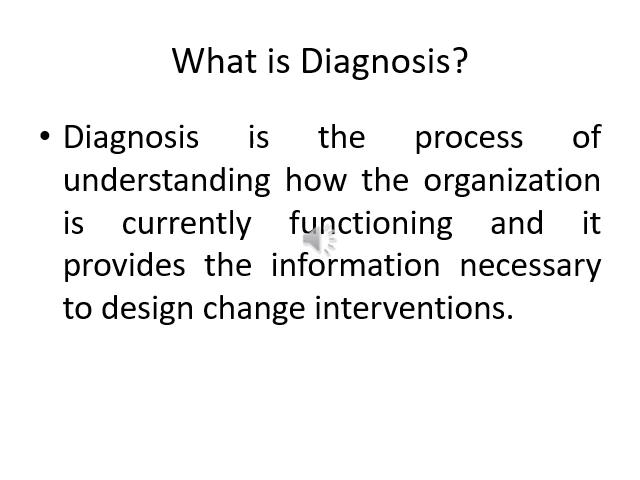 What is Diagnosis?
• Diagnosis is the process of
understanding how the organization
is currently functioning and it
provides the information necessary
to design change interventions.